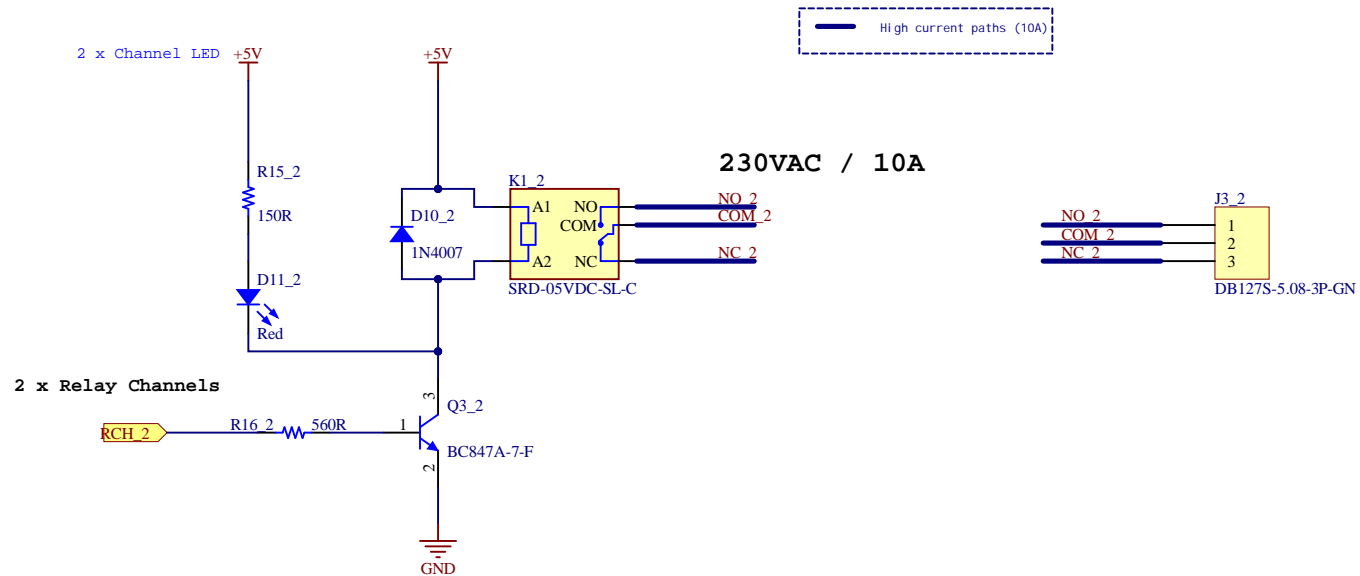 High current paths (10A)
2 x Channel LED
+5V
+5V
230VAC / 10A
R15_2
150R
D10_2
1N4007
K1_2
A1
A2
NO
COM
NC
SRD-05VDC-SL-C
NO_2
COM_2
NC_2
NO_2
COM_2
NC_2
J3_2
1
2
3
DB127S-5.08-3P-GN
D11_2
Red
2 x Relay Channels
RCH_2
R16_2 560R
1
3
Q3_2
BC847A-7-F
2
GND